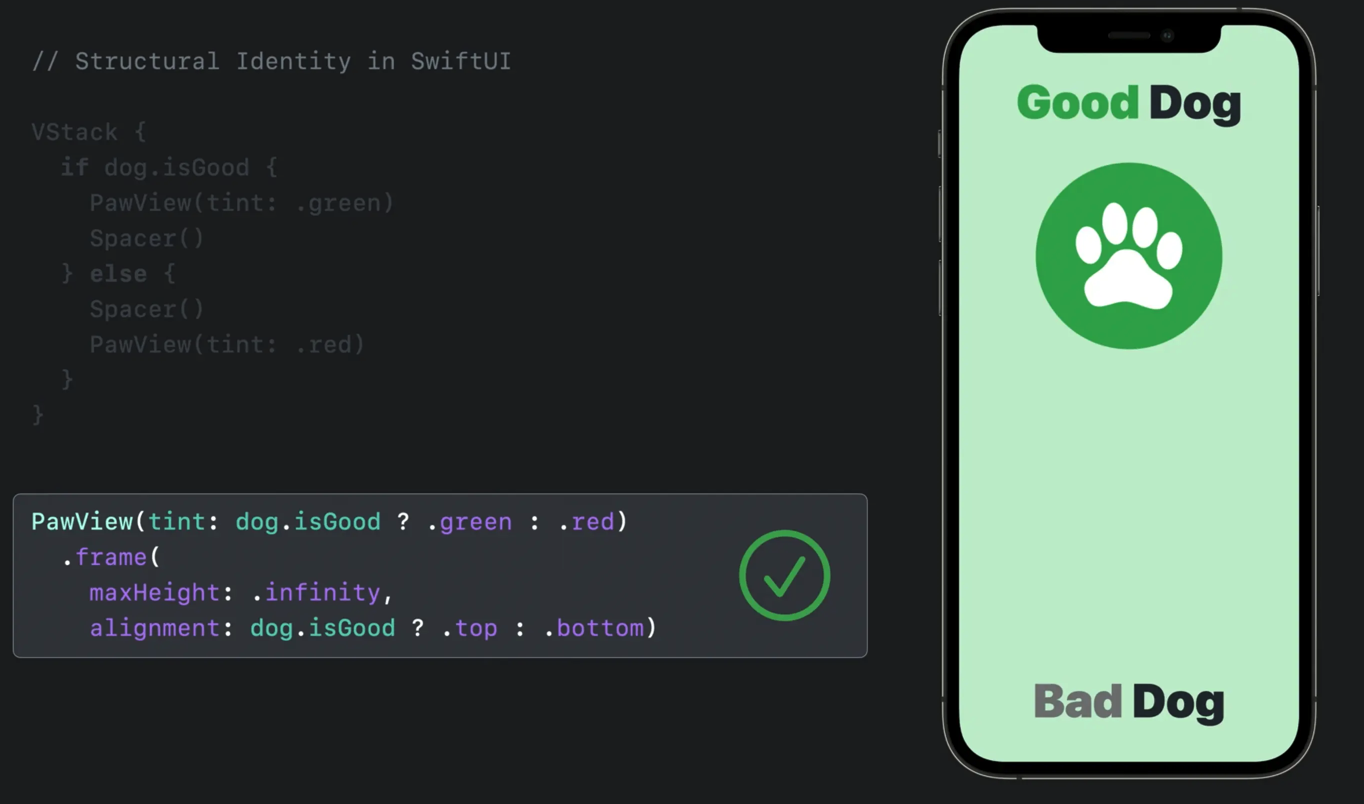 // Structural Identity in SwiftUI
VStack {
if dog.isGood {
PawView(tint: .green)
Spacer()
} else {
Spacer()
PawView(tint: .red)
}
}
PawView(tint: dog.isGood ? .green : .red)
.frame(
maxHeight: .infinity,
alignment: dog.isGood ? .top : .bottom)
Good Dog
Bad Dog